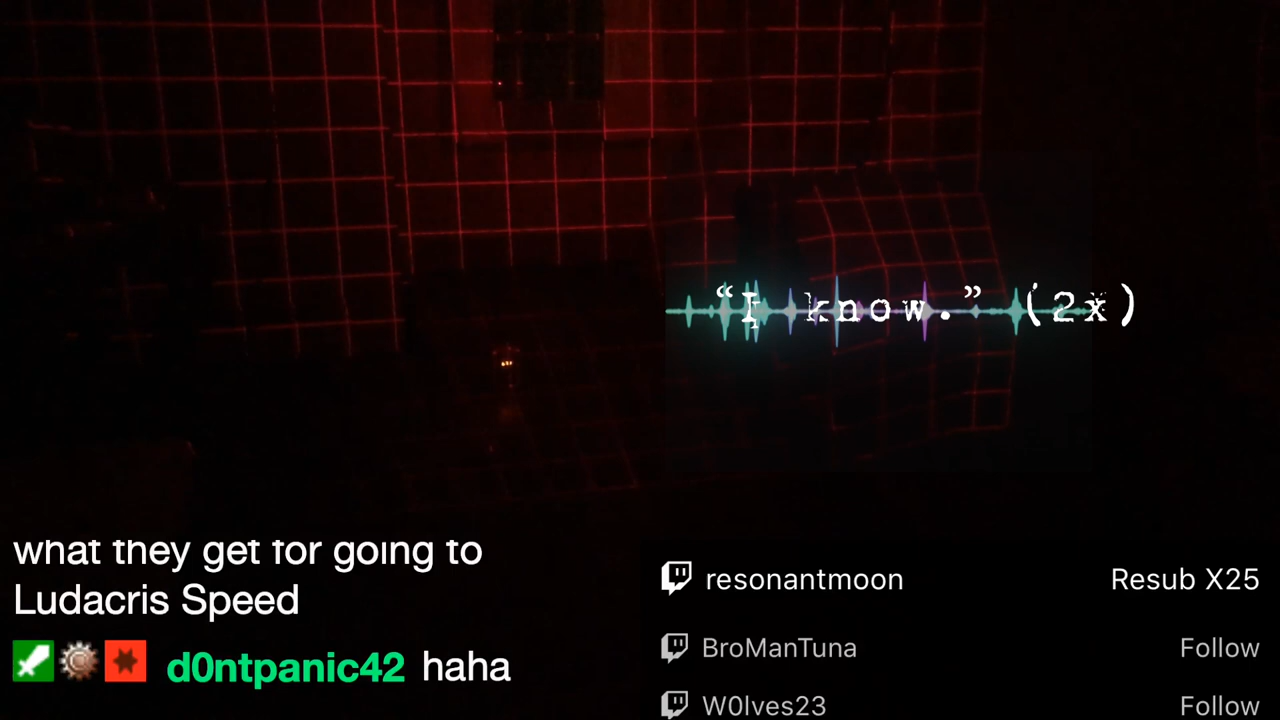 “I know.” (2x)
what they get for going to
Ludacris Speed
d0ntpanic42 haha
resonantmoon Resub X25
BroManTuna Follow
W0lves23 Follow